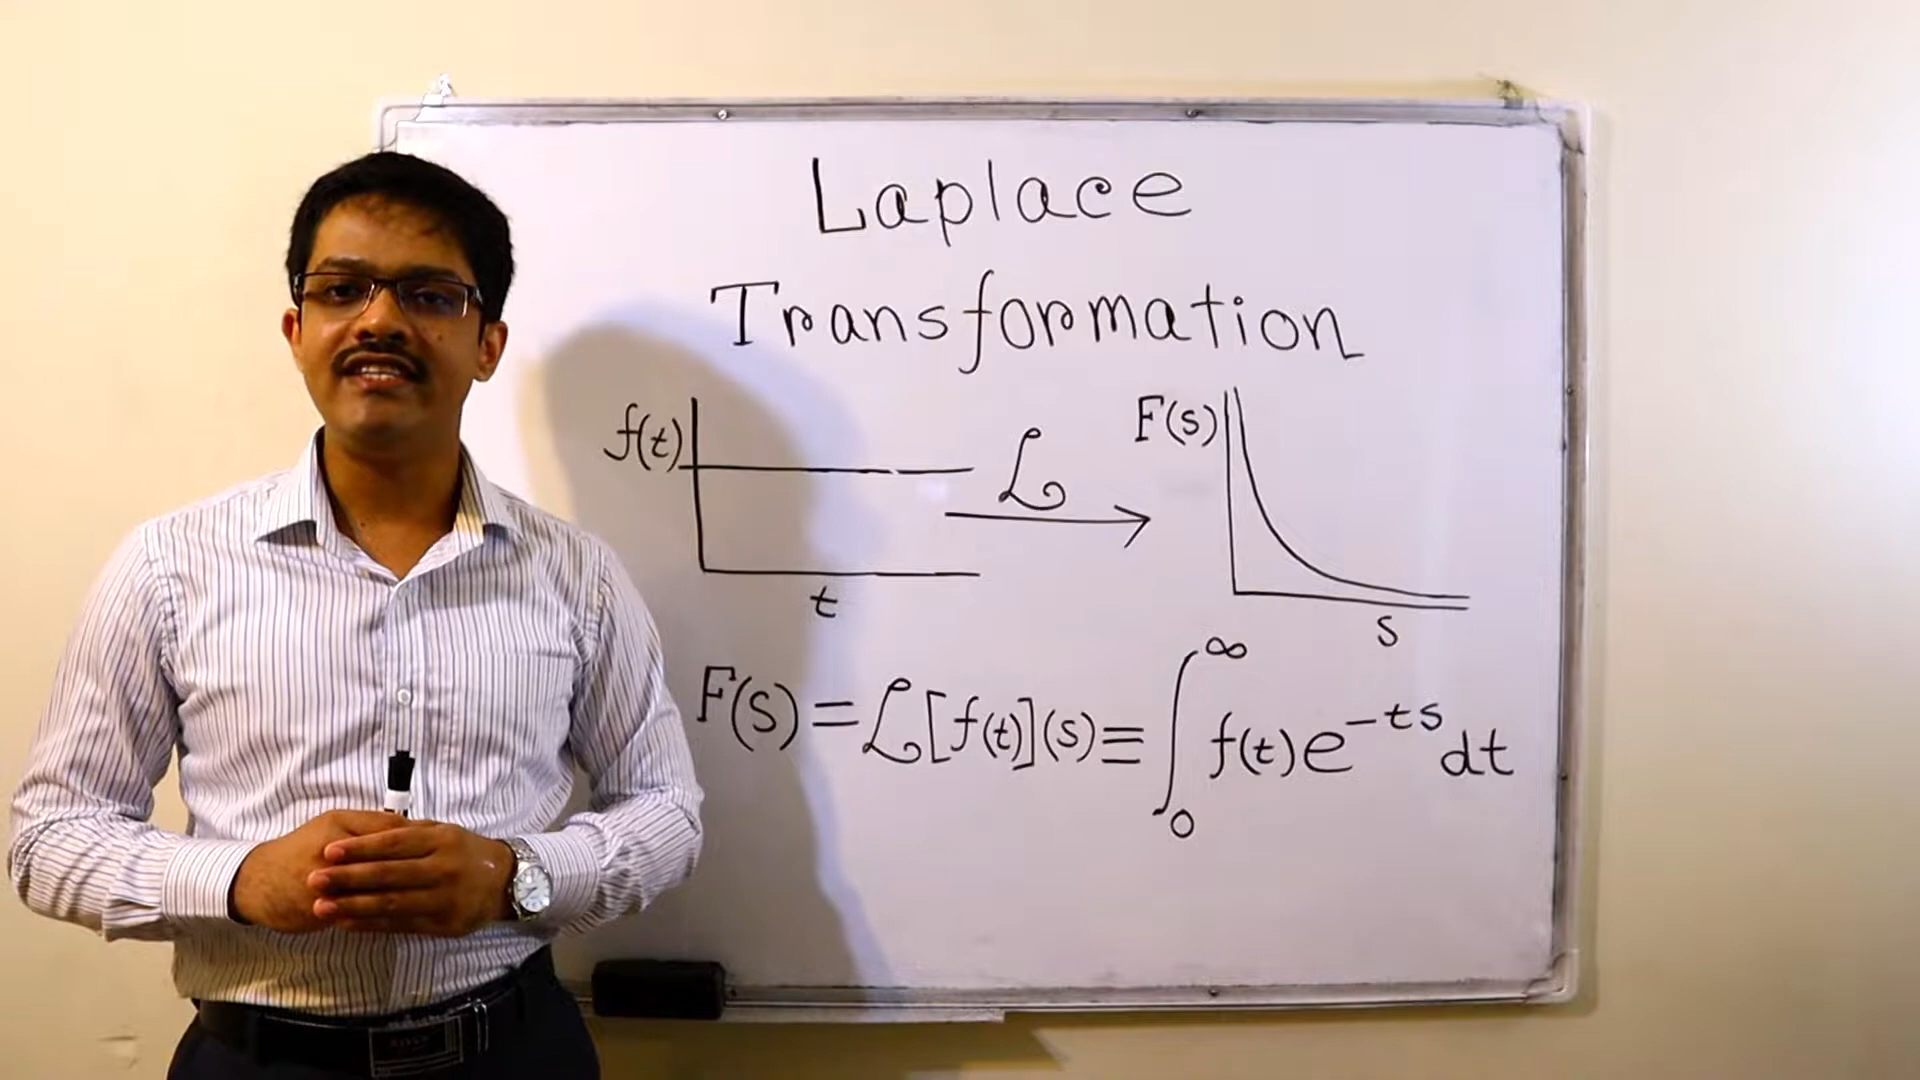 Laplace
Transformation
f(t)
t
ℒ
F(s)
s
F(s) = ℒ[f(t)](s) ≡ ∫₀^∞ f(t)e^{-ts}dt